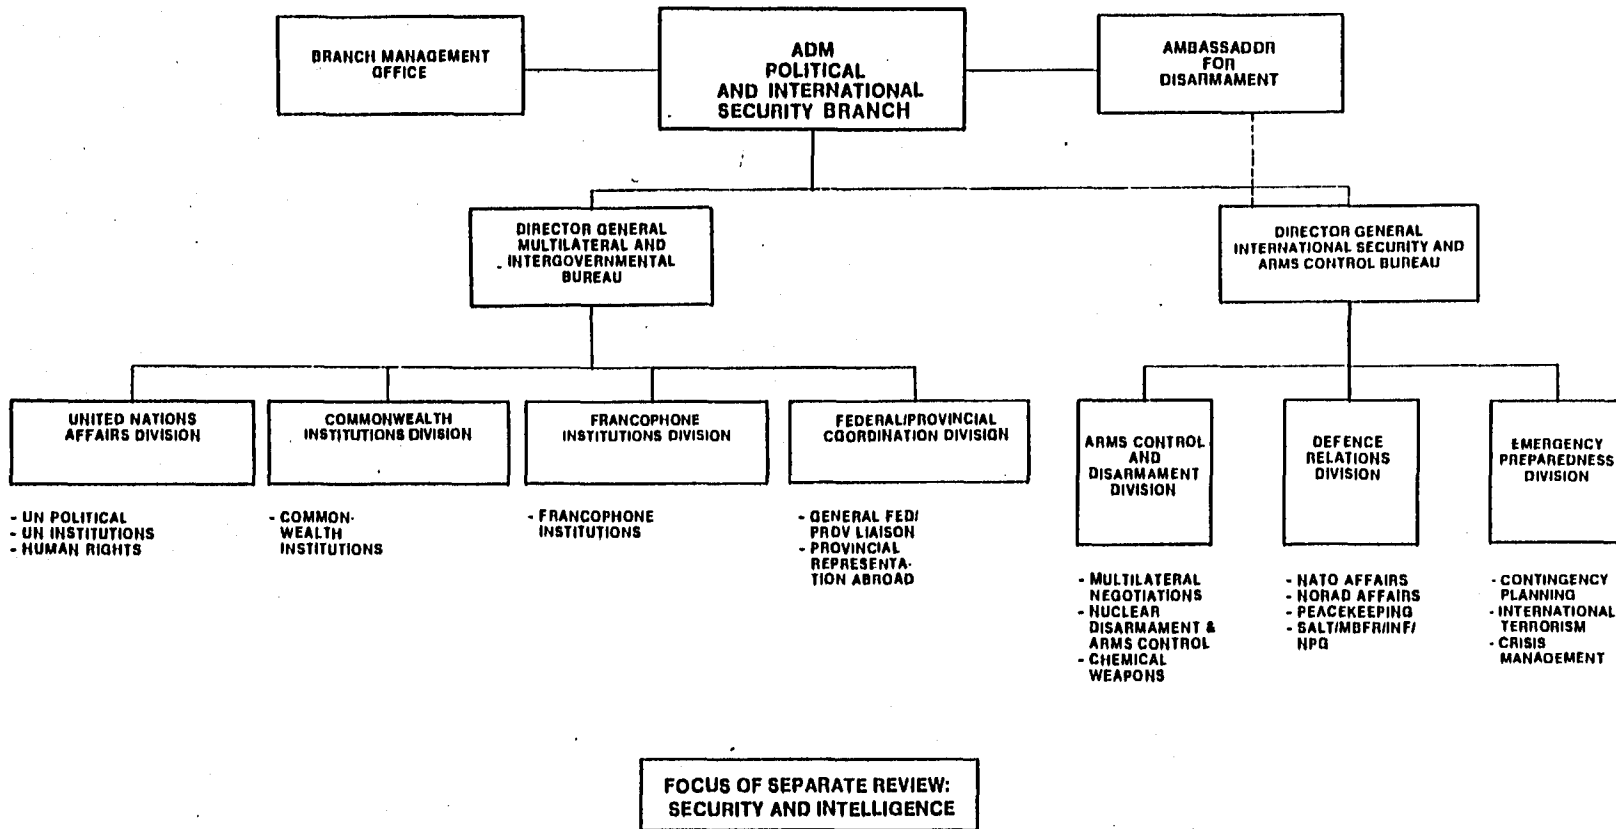 BRANCH MANAGEMENT
OFFICE
ADM
POLITICAL
AND INTERNATIONAL
SECURITY BRANCH
AMBASSADOR
FOR
DISARMAMENT
DIRECTOR GENERAL
MULTILATERAL AND
INTERGOVERNMENTAL
BUREAU
DIRECTOR GENERAL
INTERNATIONAL SECURITY AND
ARMS CONTROL BUREAU
UNITED NATIONS
AFFAIRS DIVISION
- UN POLITICAL
- UN INSTITUTIONS
- HUMAN RIGHTS
COMMONWEALTH
INSTITUTIONS DIVISION
- COMMON-
WEALTH
INSTITUTIONS
FRANCOPHONE
INSTITUTIONS DIVISION
- FRANCOPHONE
INSTITUTIONS
FEDERAL/PROVINCIAL
COORDINATION DIVISION
- GENERAL FED/
PROV LIAISON
- PROVINCIAL
REPRESENTA-
TION ABROAD
ARMS CONTROL
AND
DISARMAMENT
DIVISION
- MULTILATERAL
NEGOTIATIONS
- NUCLEAR
DISARMAMENT &
ARMS CONTROL
- CHEMICAL
WEAPONS
DEFENCE
RELATIONS
DIVISION
- NATO AFFAIRS
- NORAD AFFAIRS
- PEACEKEEPING
- SALT/MBFR/INF/
NPG
EMERGENCY
PREPAREDNESS
DIVISION
- CONTINGENCY
PLANNING
- INTERNATIONAL
TERRORISM
- CRISIS
MANAGEMENT
FOCUS OF SEPARATE REVIEW:
SECURITY AND INTELLIGENCE